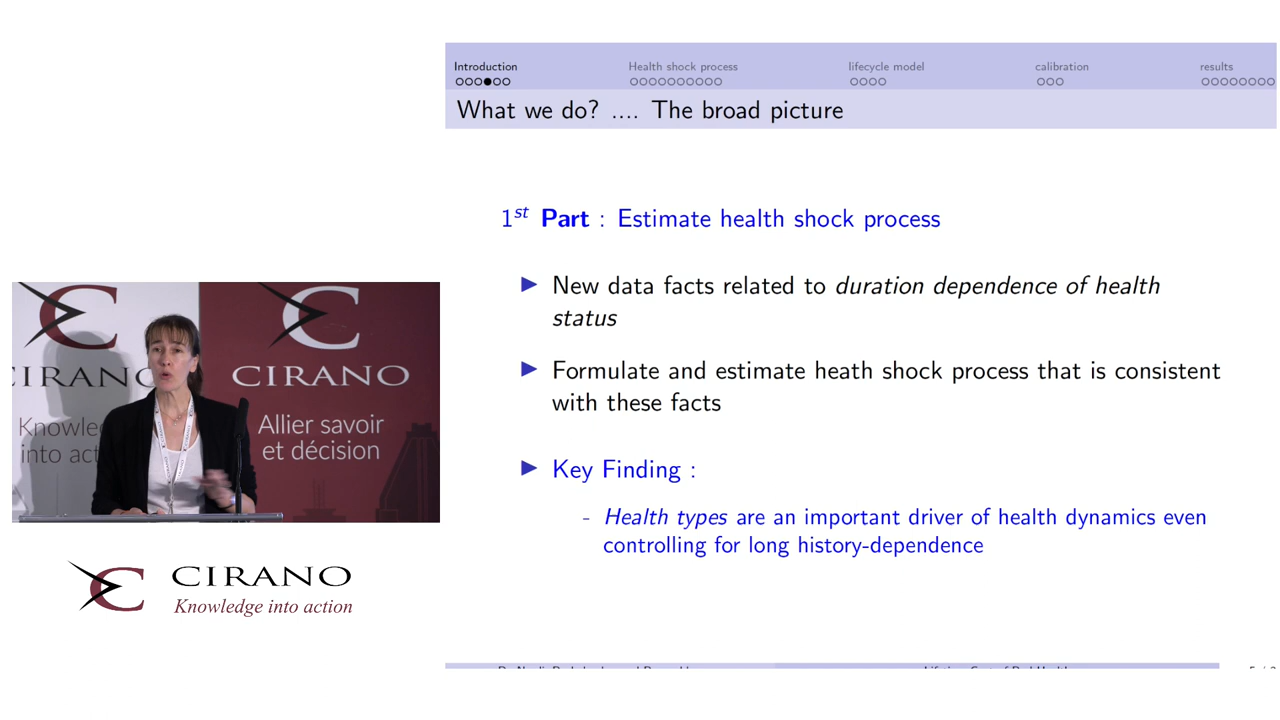 Introduction
Health shock process
lifecycle model
calibration
results
What we do? .... The broad picture
1st Part : Estimate health shock process
New data facts related to duration dependence of health
status
Formulate and estimate heath shock process that is consistent
with these facts
Key Finding :
- Health types are an important driver of health dynamics even
controlling for long history-dependence
CIRANO
Knowle
into act
CIRANO
Allier savoir
et décision
CIRANO
Knowledge into action